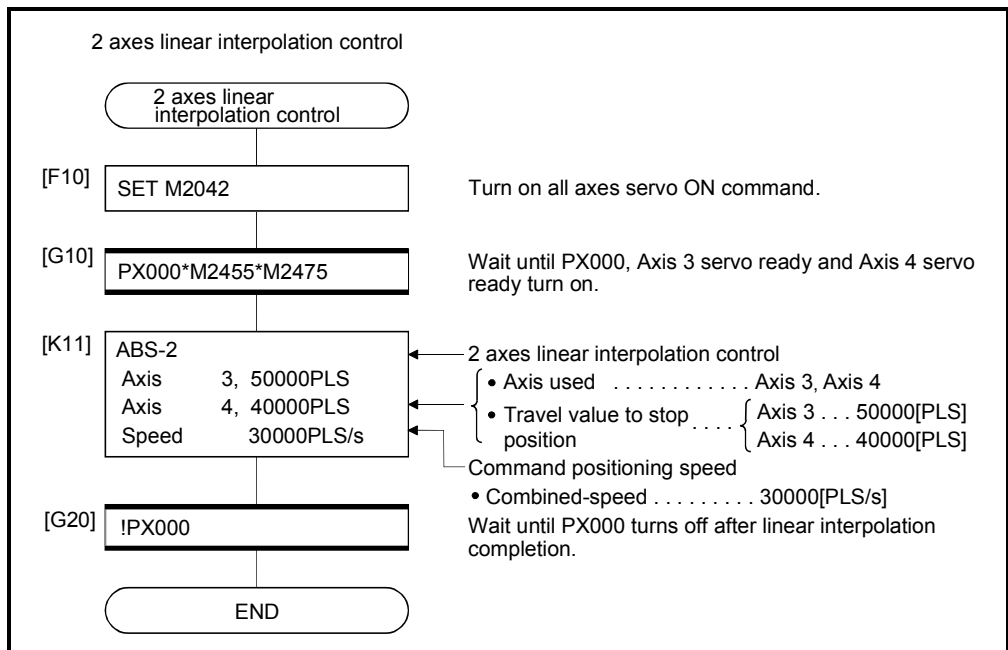 2 axes linear interpolation control
2 axes linear
interpolation control
[F10]
SET M2042
Turn on all axes servo ON command.
[G10]
PX000*M2455*M2475
Wait until PX000, Axis 3 servo ready and Axis 4 servo
ready turn on.
[K11]
ABS-2
Axis 3, 50000PLS
Axis 4, 40000PLS
Speed 30000PLS/s
2 axes linear interpolation control
• Axis used . . . . . . . . . . . . Axis 3, Axis 4
• Travel value to stop
position . . . .
Axis 3 . . . 50000[PLS]
Axis 4 . . . 40000[PLS]
Command positioning speed
• Combined-speed . . . . . . . . . 30000[PLS/s]
[G20]
!PX000
Wait until PX000 turns off after linear interpolation
completion.
END